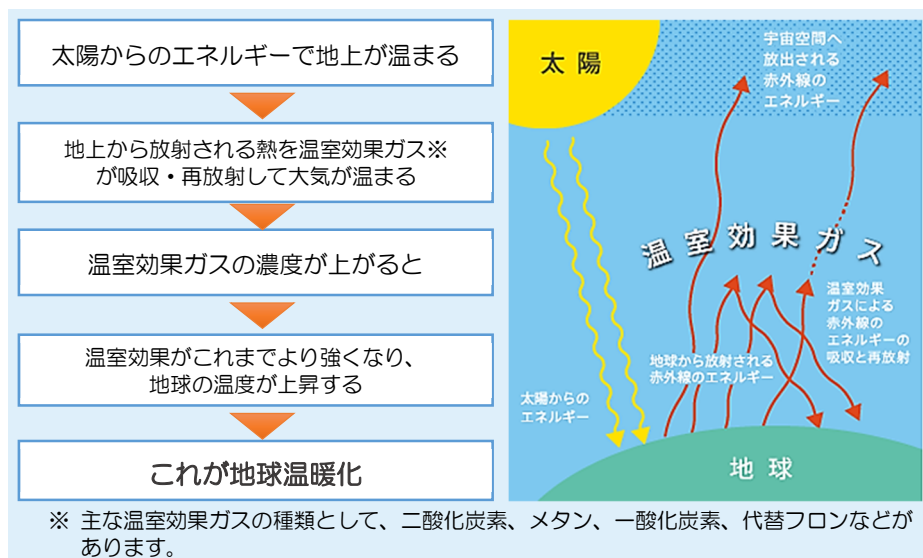 太陽からのエネルギーで地上が温まる
地上から放射される熱を温室効果ガス※
が吸収・再放射して大気が温まる
温室効果ガスの濃度が上がると
温室効果がこれまでより強くなり、
地球の温度が上昇する
これが地球温暖化
太陽
宇宙空間へ
放出される
赤外線の
エネルギー
温室効果ガス
温室効果
ガスによる
赤外線の
エネルギーの
吸収と再放射
地球から放射される
赤外線のエネルギー
太陽からの
エネルギー
地球
※ 主な温室効果ガスの種類として、二酸化炭素、メタン、一酸化炭素、代替フロンなどが
あります。